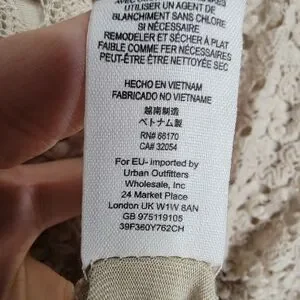 UTILISER UN AGENT DE
BLANCHIMENT SANS CHLORE
SI NÉCESSAIRE
REMODELER ET SÉCHER À PLAT
FAIBLE COMME FER NÉCESSAIRES
PEUT-ÊTRE ÊTRE NETTOYÉE SEC
HECHO EN VIETNAM
FABRICADO NO VIETNAME
越南制造
ベトナム製
RN# 66170
CA# 32054
For EU- imported by
Urban Outfitters
Wholesale, Inc
24 Market Place
London UK W1W 8AN
GB 975119105
39F360Y762CH